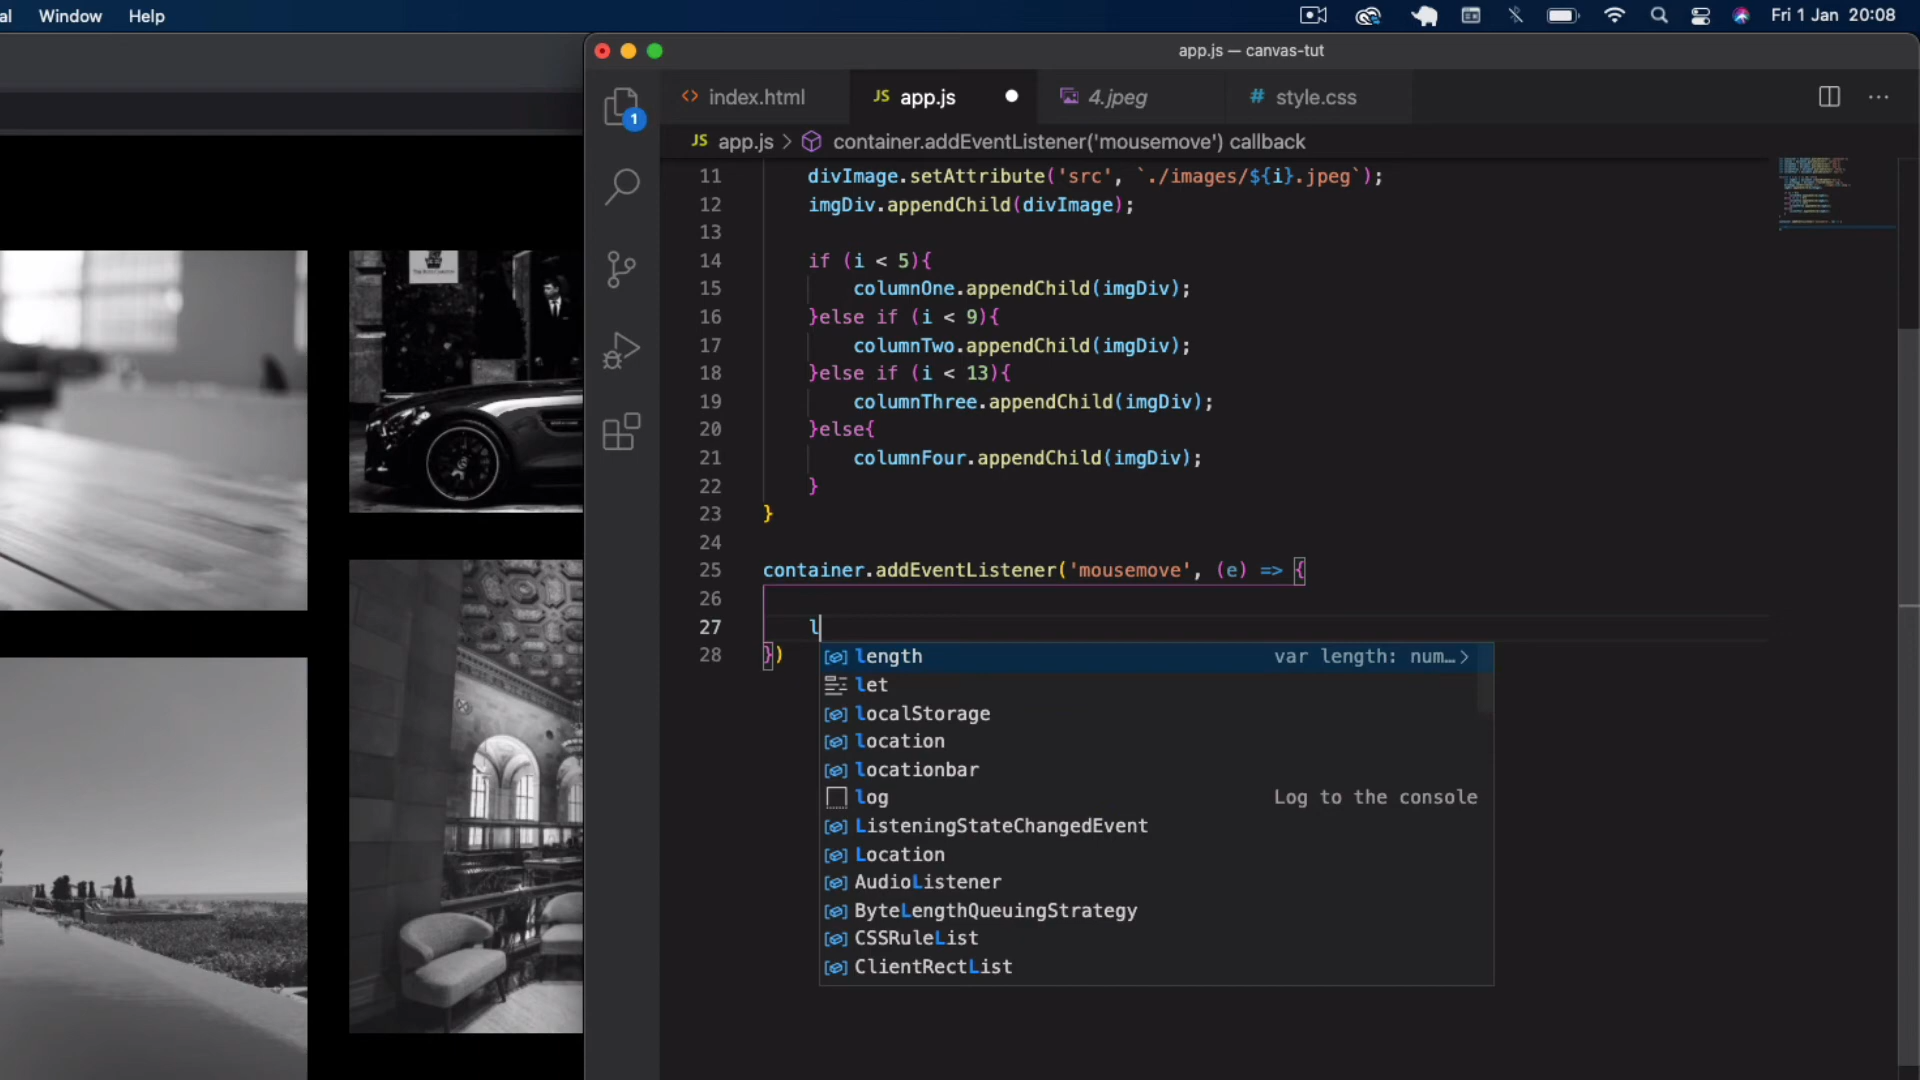 al Window Help Fri 1 Jan 20:08
app.js — canvas-tut
index.html JS app.js 4.jpeg # style.css
1
JS app.js > container.addEventListener('mousemove') callback
11 divImage.setAttribute('src', `./images/${i}.jpeg`);
12 imgDiv.appendChild(divImage);
13
14 if (i < 5){
15 columnOne.appendChild(imgDiv);
16 }else if (i < 9){
17 columnTwo.appendChild(imgDiv);
18 }else if (i < 13){
19 columnThree.appendChild(imgDiv);
20 }else{
21 columnFour.appendChild(imgDiv);
22 }
23 }
24
25 container.addEventListener('mousemove', (e) => {
26
27 l
28 })
length var length: num…
let
localStorage
location
locationbar
log Log to the console
ListeningStateChangedEvent
Location
AudioListener
ByteLengthQueuingStrategy
CSSRuleList
ClientRectList